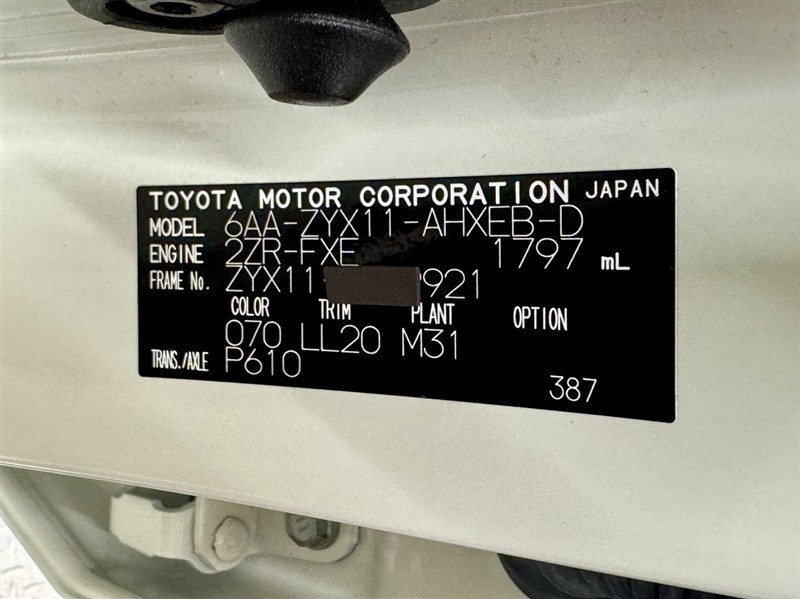 TOYOTA MOTOR CORPORATION JAPAN
MODEL 6AA-ZYX11-AHXEB-D
ENGINE 2ZR-FXE 1797 mL
FRAME No. ZYX11- 921
COLOR TRIM PLANT OPTION
070 LL20 M31
TRANS./AXLE P610
387